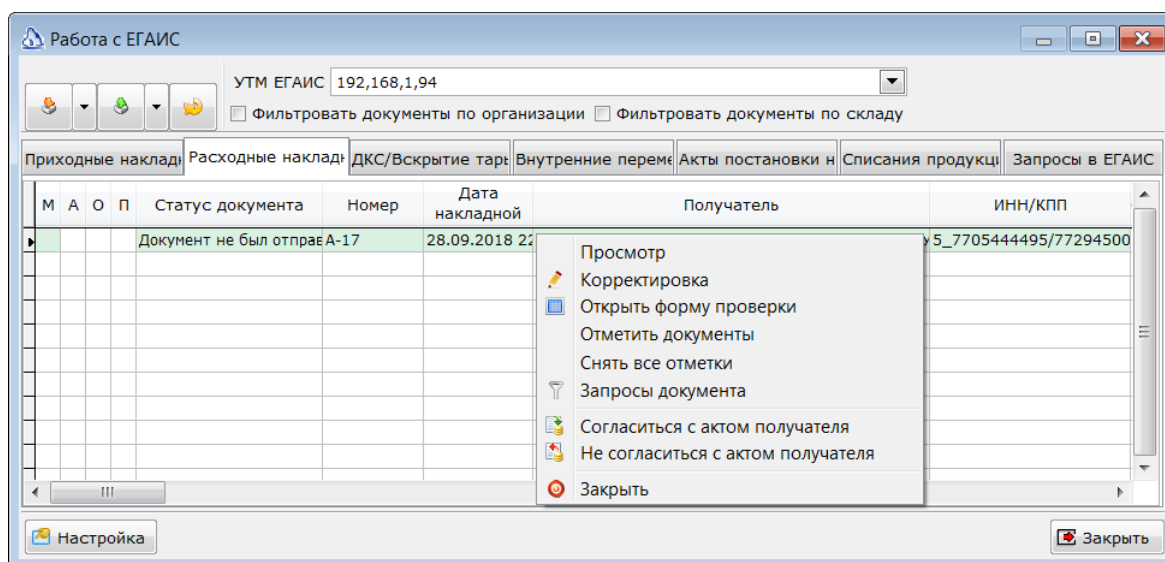 Работа с ЕГАИС
УТМ ЕГАИС 192,168,1,94
Фильтровать документы по организации Фильтровать документы по складу
Приходные накладн Расходные накладн ДКС/Вскрытие тарь Внутренние переме Акты постановки н Списания продукци Запросы в ЕГАИС
М А О П Статус документа Номер Дата накладной Получатель ИНН/КПП
Документ не был отправ А-17 28.09.2018 22 5_7705444495/77294500
Просмотр
Корректировка
Открыть форму проверки
Отметить документы
Снять все отметки
Запросы документа
Согласиться с актом получателя
Не согласиться с актом получателя
Закрыть
Настройка Закрыть